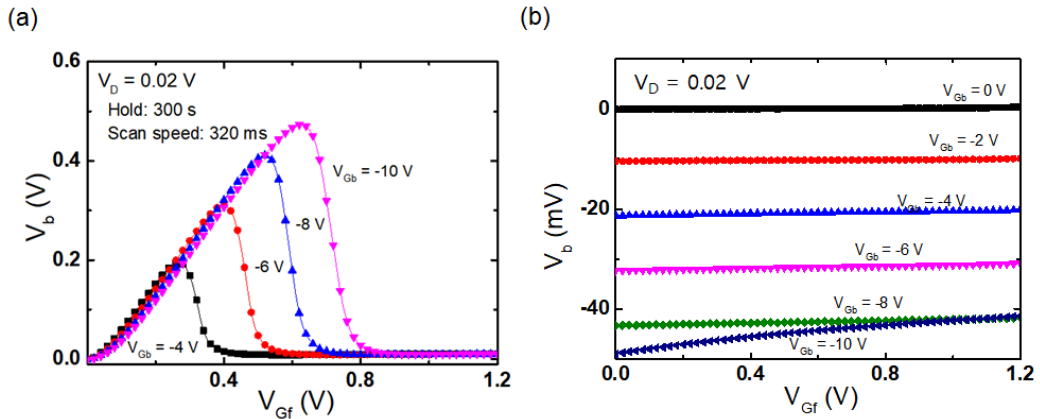 (a)
(b)
V_D = 0.02 V
Hold: 300 s
Scan speed: 320 ms
V_Gb = -10 V
-8 V
-6 V
V_Gb = -4 V
0.6
0.4
0.2
0.0
V_b (V)
0.4
0.8
1.2
V_Gf (V)
V_D = 0.02 V
V_Gb = 0 V
V_Gb = -2 V
V_Gb = -4 V
V_Gb = -6 V
V_Gb = -8 V
V_Gb = -10 V
0
-20
-40
V_b (mV)
0.0
0.4
0.8
1.2
V_Gf (V)